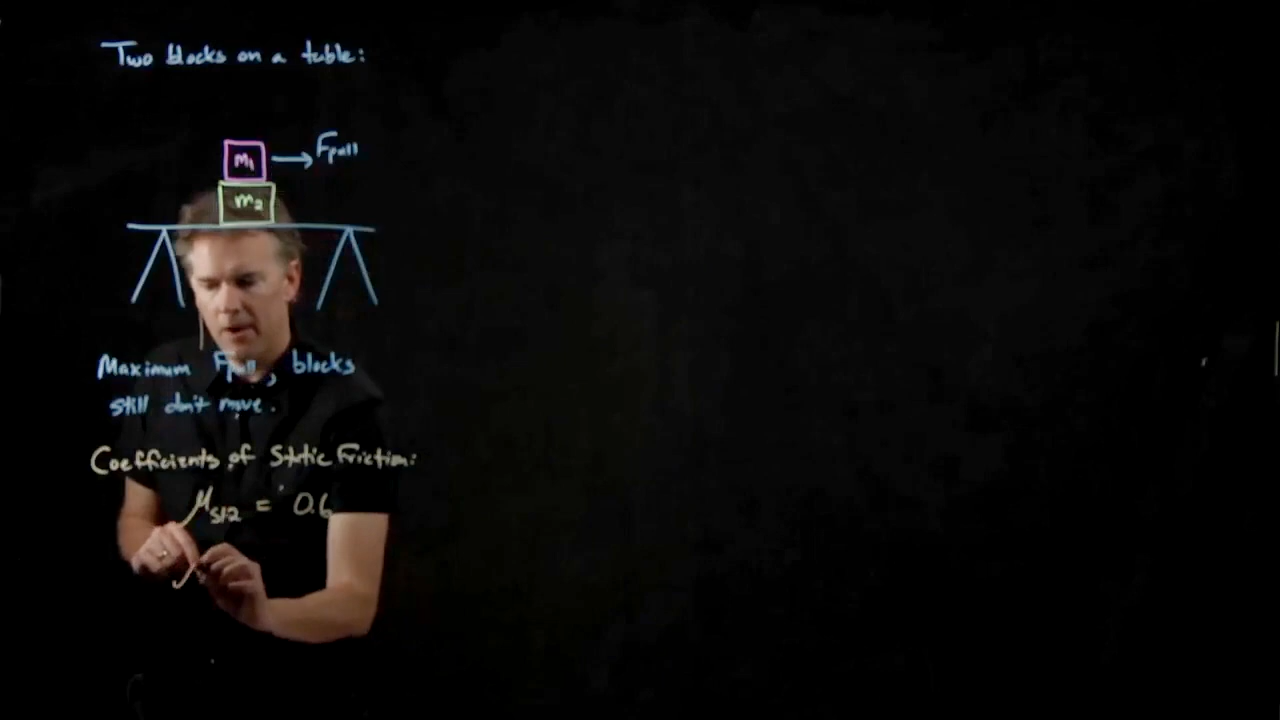 Two blocks on a table:
m₁ → Fpull
m₂
Maximum Fpull, blocks
still don't move.
Coefficients of Static Friction:
μs12 = 0.6